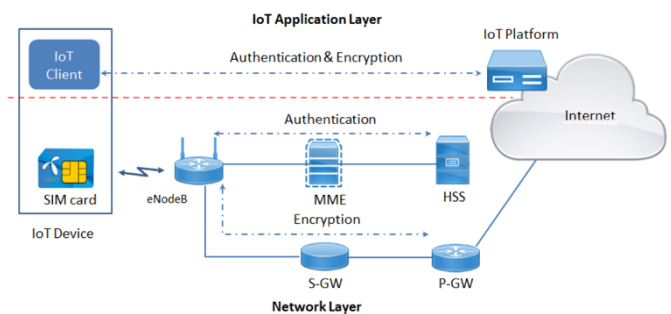 IoT Application Layer
IoT Platform
IoT
Client
Authentication & Encryption
Internet
Authentication
SIM card
eNodeB
MME
HSS
IoT Device
Encryption
S-GW
P-GW
Network Layer